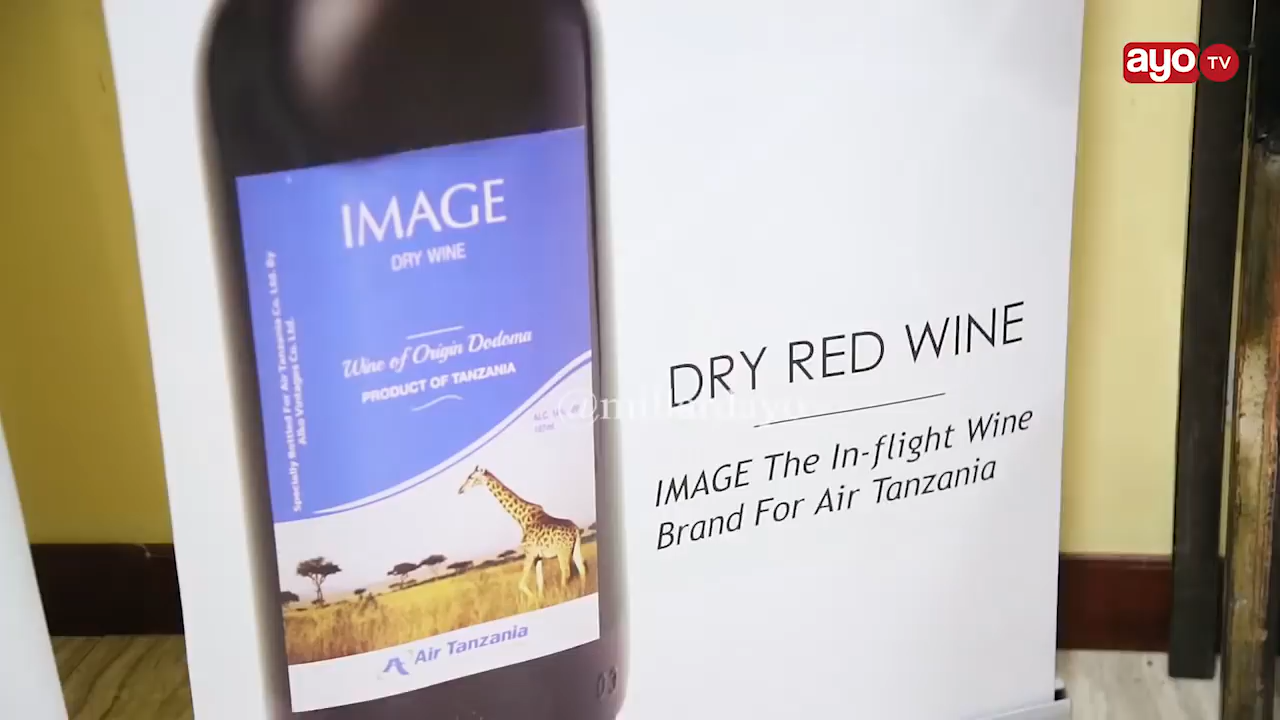 ayo TV
IMAGE
DRY WINE
Wine of Origin Dodoma
PRODUCT OF TANZANIA
Specially Bottled For Air Tanzania Co. Ltd. By
Alko Vintages Co. Ltd.
Air Tanzania
03
DRY RED WINE
@millardayo
IMAGE The In-flight Wine
Brand For Air Tanzania